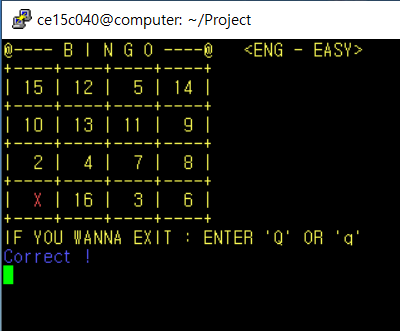 ce15c040@computer: ~/Project
@---- B I N G O ----@ <ENG - EASY>
+----+----+----+----+
| 15 | 12 | 5 | 14 |
+----+----+----+----+
| 10 | 13 | 11 | 9 |
+----+----+----+----+
| 2 | 4 | 7 | 8 |
+----+----+----+----+
| X | 16 | 3 | 6 |
+----+----+----+----+
IF YOU WANNA EXIT : ENTER 'Q' OR 'q'
Correct !